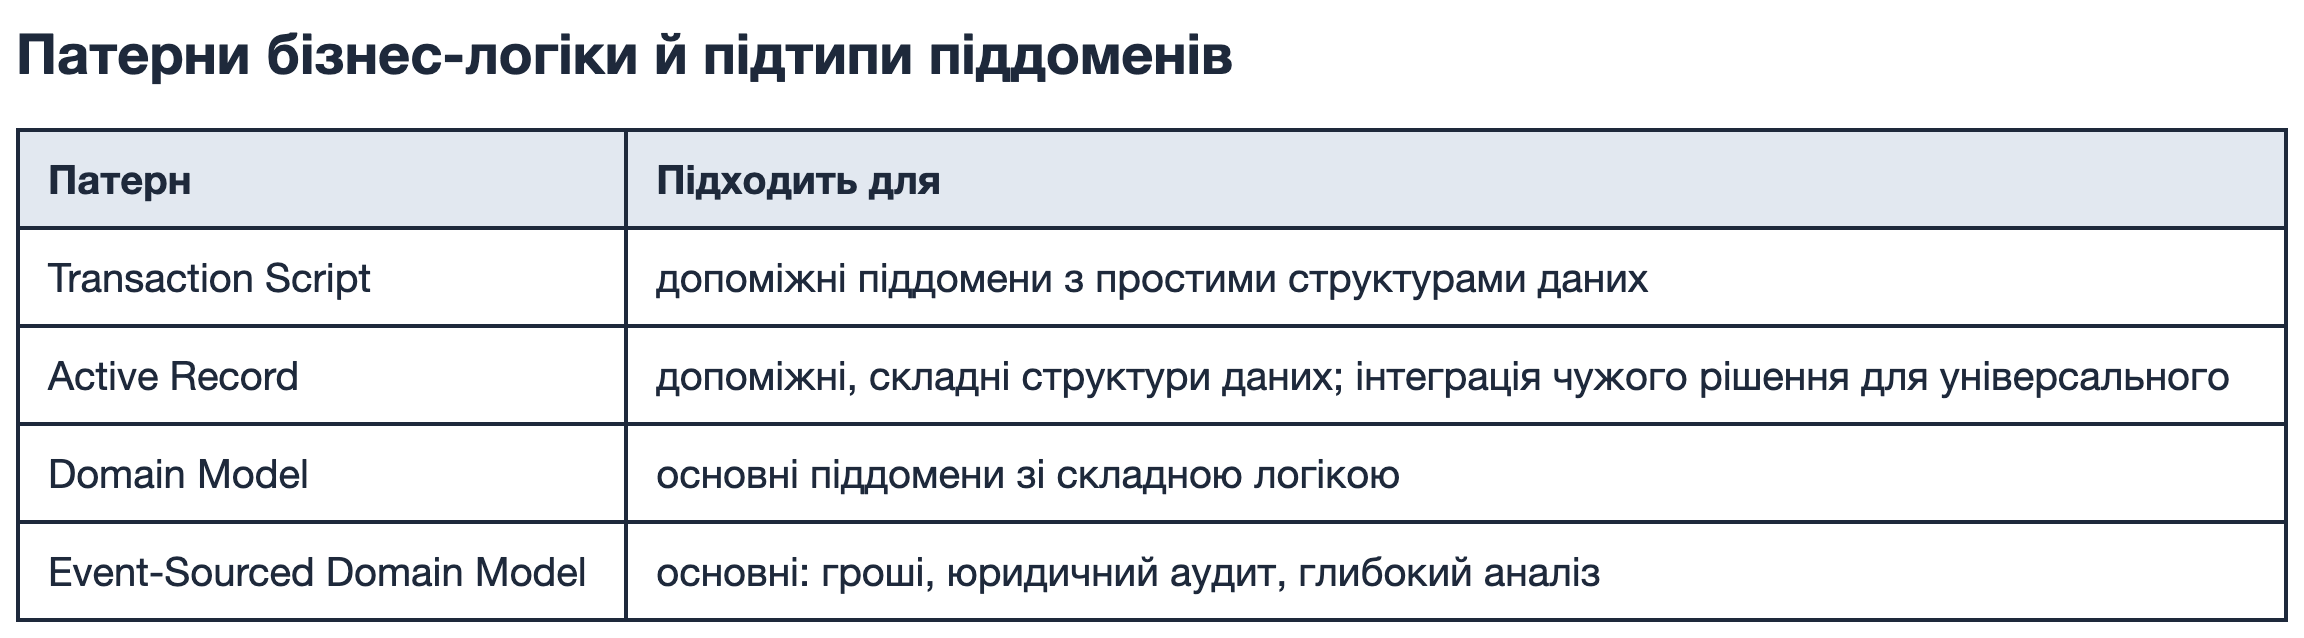 Патерни бізнес-логіки й підтипи піддоменів
Патерн
Підходить для
Transaction Script
допоміжні піддомени з простими структурами даних
Active Record
допоміжні, складні структури даних; інтеграція чужого рішення для універсального
Domain Model
основні піддомени зі складною логікою
Event-Sourced Domain Model
основні: гроші, юридичний аудит, глибокий аналіз